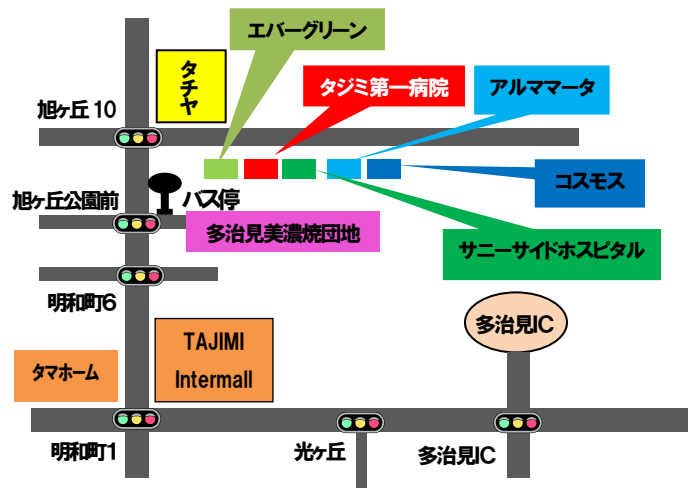 エバーグリーン
タチヤ
タジミ第一病院
アルママータ
旭ヶ丘10
コスモス
バス停
旭ヶ丘公園前
多治見美濃焼団地
サニーサイドホスピタル
明和町6
多治見IC
TAJIMI
Intermall
タマホーム
明和町1
光ヶ丘
多治見IC